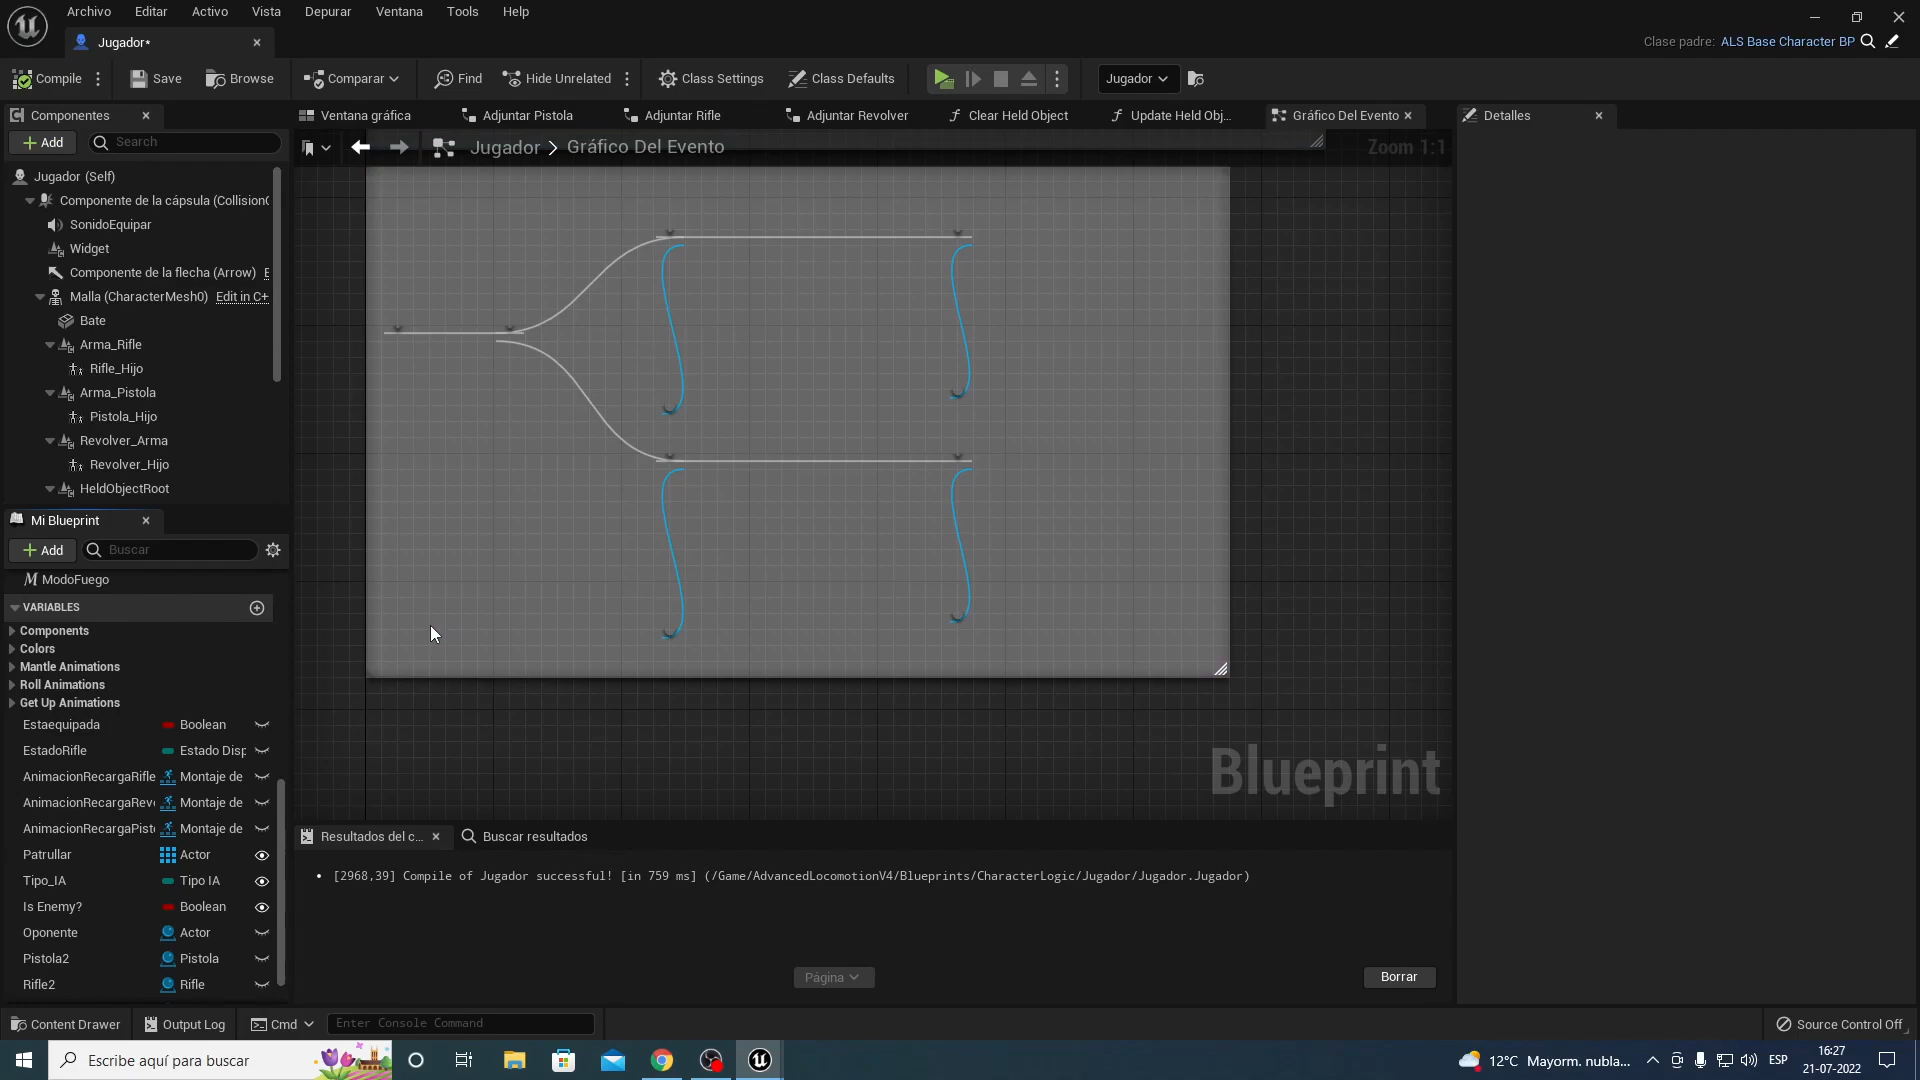 Archivo Editar Activo Vista Depurar Ventana Tools Help
Jugador*
Clase padre: ALS Base Character BP
Compile Save Browse Comparar Find Hide Unrelated Class Settings Class Defaults Jugador
Componentes
Ventana gráfica Adjuntar Pistola Adjuntar Rifle Adjuntar Revolver Clear Held Object Update Held Obj... Gráfico Del Evento Detalles
Add Search
Jugador Gráfico Del Evento Zoom 1:1
Jugador (Self)
Componente de la cápsula (Collision
SonidoEquipar
Widget
Componente de la flecha (Arrow) E
Malla (CharacterMesh0) Edit in C+
Bate
Arma_Rifle
Rifle_Hijo
Arma_Pistola
Pistola_Hijo
Revolver_Arma
Revolver_Hijo
HeldObjectRoot
Mi Blueprint
Add Buscar
ModoFuego
VARIABLES
Components
Colors
Mantle Animations
Roll Animations
Get Up Animations
Estaequipada Boolean
EstadoRifle Estado Disp
AnimacionRecargaRifle Montaje de
AnimacionRecargaRev Montaje de
AnimacionRecargaPist Montaje de
Patrullar Actor
Tipo_IA Tipo IA
Is Enemy? Boolean
Oponente Actor
Pistola2 Pistola
Rifle2 Rifle
Blueprint
Resultados del c... Buscar resultados
[2968,39] Compile of Jugador successful! [in 759 ms] (/Game/AdvancedLocomotionV4/Blueprints/CharacterLogic/Jugador/Jugador.Jugador)
Página Borrar
Content Drawer Output Log Cmd Enter Console Command Source Control Off
Escribe aquí para buscar
12°C Mayorm. nubla... ESP
16:27
21-07-2022